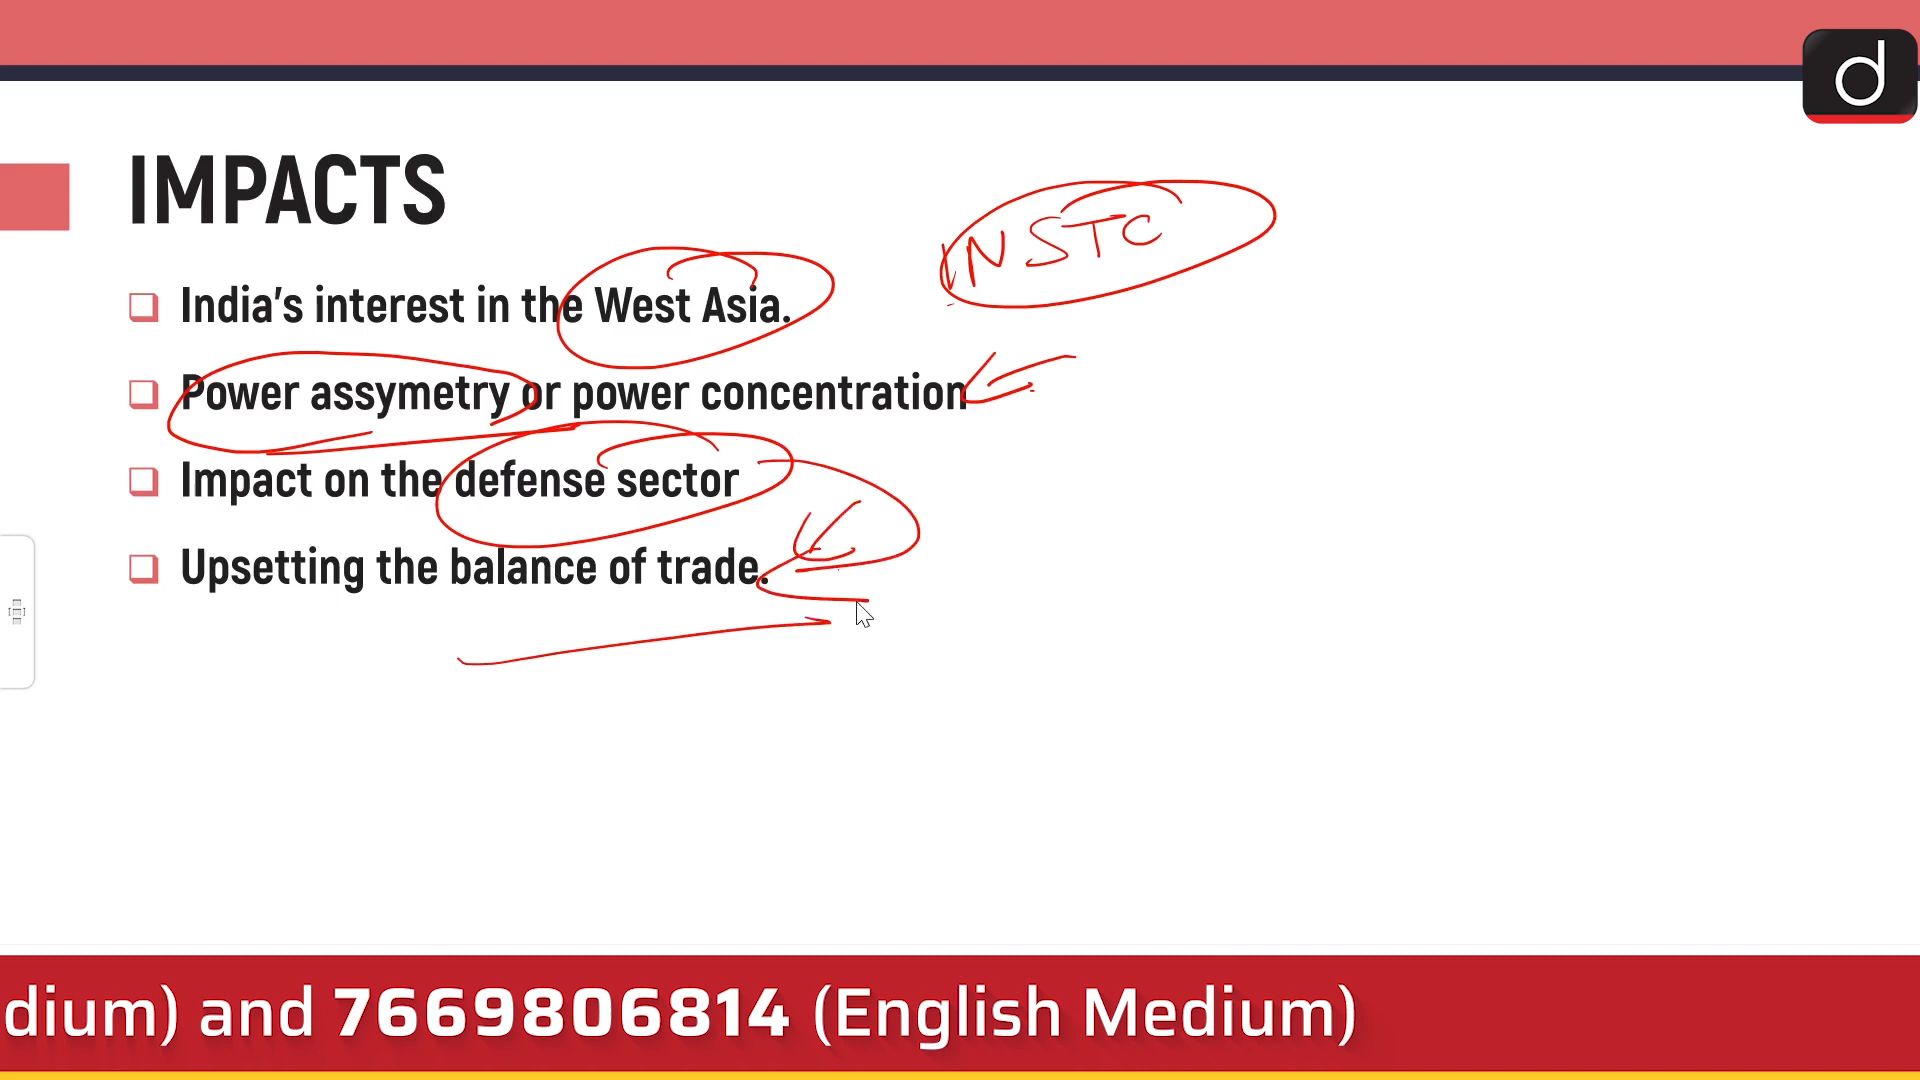 d
IMPACTS
INSTC
India's interest in the West Asia.
Power assymetry or power concentration
Impact on the defense sector
Upsetting the balance of trade.
dium) and 7669806814 (English Medium)